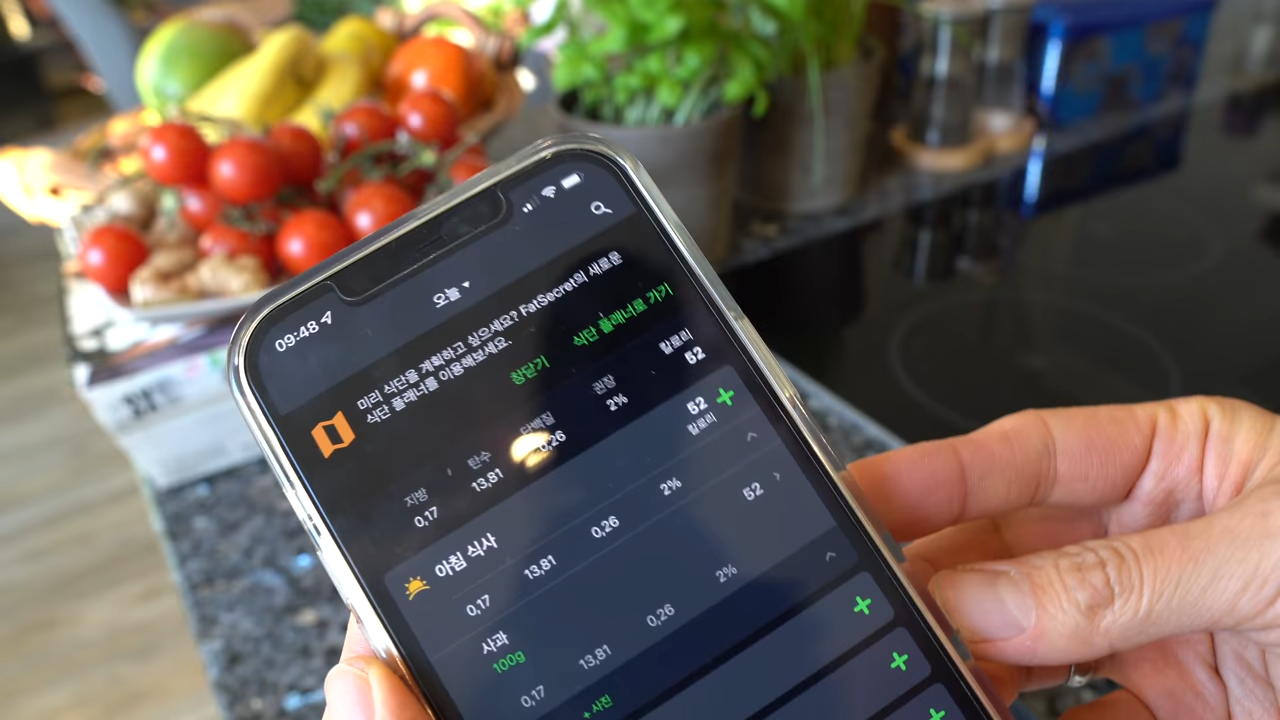 09:48
오늘
미리 식단을 계획하고 싶으세요? FatSecret의 새로운
식단 플래너를 이용해보세요.
창닫기 식단 플래너로 가기
지방 탄수 단백질 권장 칼로리
0,17 13,81 0,26 2% 52
아침 식사 52
칼로리
0,17 13,81 0,26 2%
사과 52
100g
0,17 13,81 0,26 2%
+ 사진